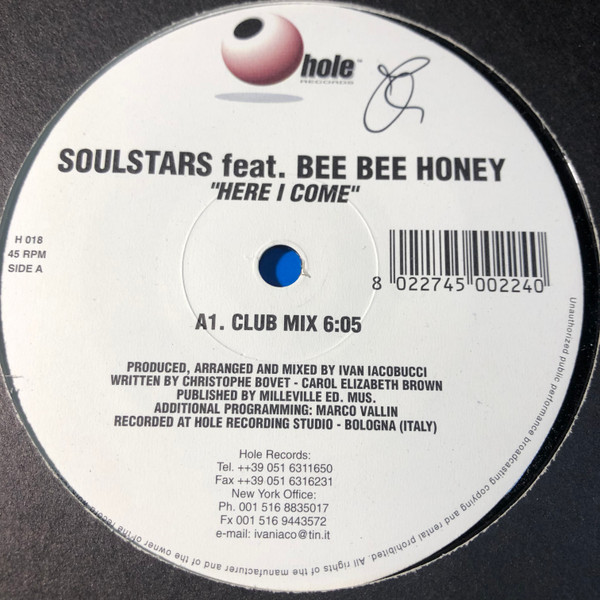 hole™
RECORDS
SOULSTARS feat. BEE BEE HONEY
"HERE I COME"
H 018
45 RPM
SIDE A
8 022745 002240
A1. CLUB MIX 6:05
PRODUCED, ARRANGED AND MIXED BY IVAN IACOBUCCI
WRITTEN BY CHRISTOPHE BOVET - CAROL ELIZABETH BROWN
PUBLISHED BY MILLEVILLE ED. MUS.
ADDITIONAL PROGRAMMING: MARCO VALLIN
RECORDED AT HOLE RECORDING STUDIO - BOLOGNA (ITALY)
Hole Records:
Tel. ++39 051 6311650
Fax ++39 051 6316231
New York Office:
Ph. 001 516 8835017
Fx 001 516 9443572
e-mail: ivaniaco@tin.it
Unauthorized public performance broadcasting copying and rental prohibited. All rights of the manufacturer and of the owner of the record